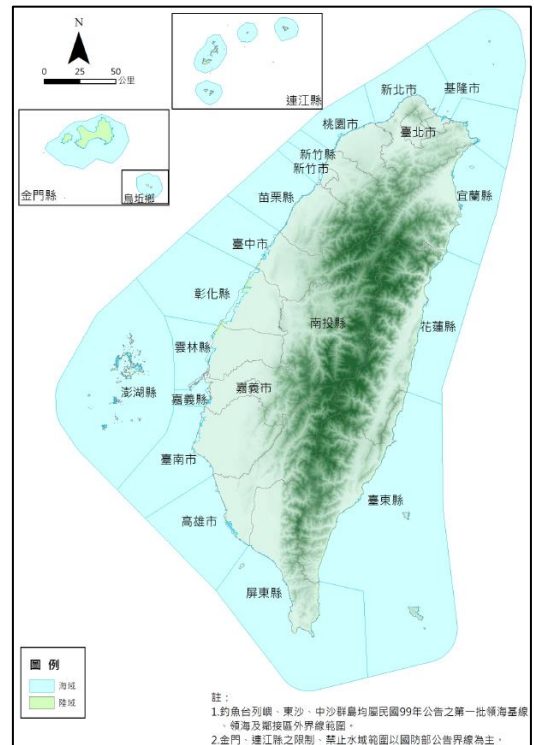 N
0 25 50
公里
連江縣
金門縣
烏坵鄉
新北市
基隆市
臺北市
桃園市
新竹縣
新竹市
宜蘭縣
苗栗縣
臺中市
彰化縣
南投縣
花蓮縣
雲林縣
澎湖縣
嘉義縣
嘉義市
臺南市
臺東縣
高雄市
屏東縣
圖 例
海域
陸域
註：
1.釣魚台列嶼、東沙、中沙群島均屬民國99年公告之第一批領海基線
、領海及鄰接區外界線範圍。
2.金門、連江縣之限制、禁止水域範圍以國防部公告界線為主。